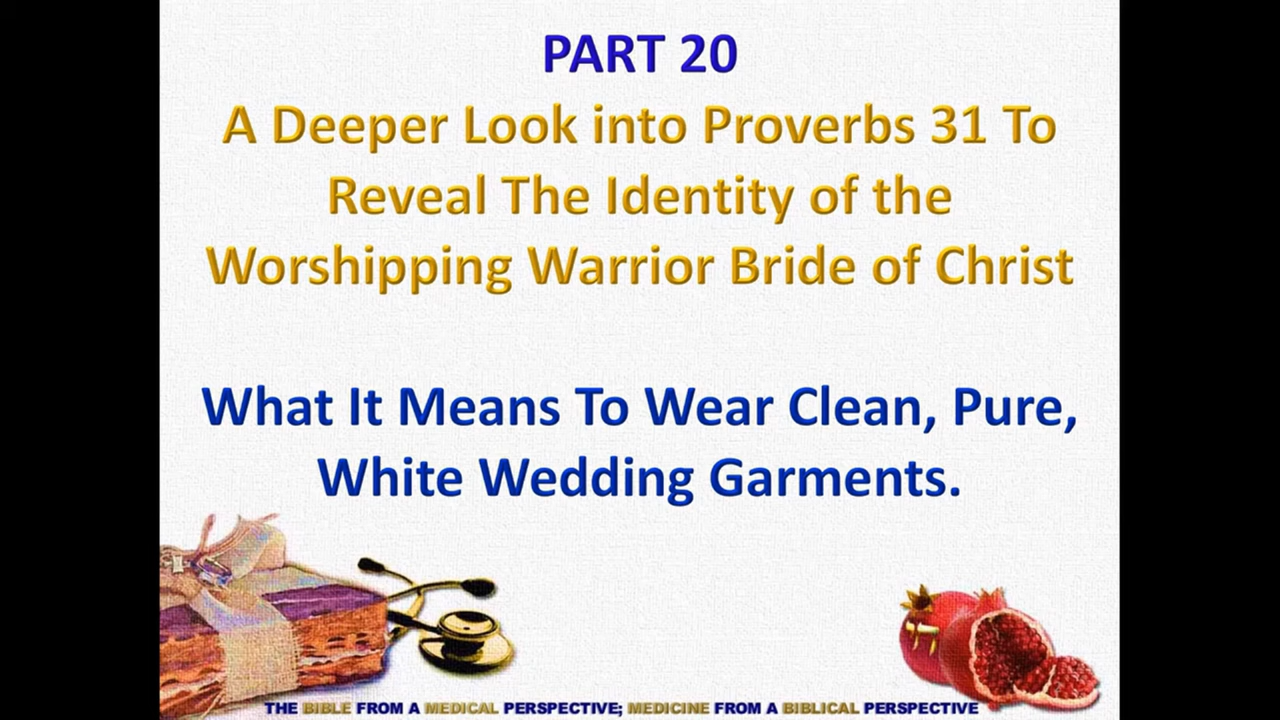 PART 20
A Deeper Look into Proverbs 31 To
Reveal The Identity of the
Worshipping Warrior Bride of Christ
What It Means To Wear Clean, Pure,
White Wedding Garments.
THE BIBLE FROM A MEDICAL PERSPECTIVE; MEDICINE FROM A BIBLICAL PERSPECTIVE